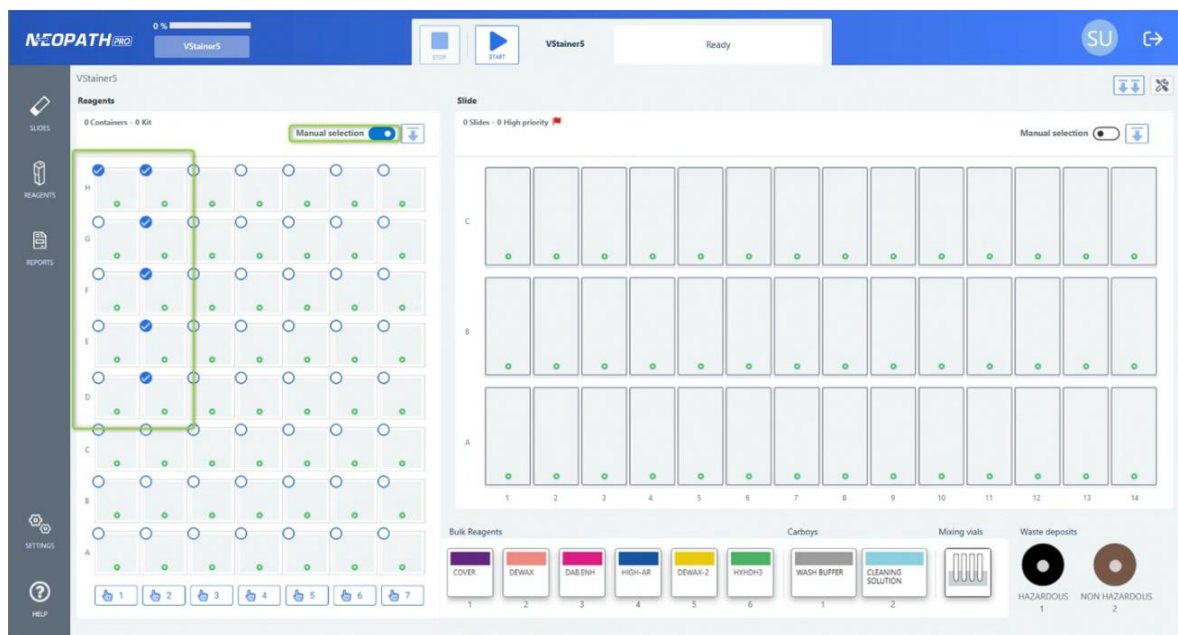 NEOPATH PRO
0 %
VStainer5
STOP
START
VStainer5
Ready
SU
SLIDES
REAGENTS
REPORTS
SETTINGS
HELP
VStainer5
Reagents
0 Containers - 0 Kit
Manual selection
H
G
F
E
D
C
B
A
1 2 3 4 5 6 7
Slide
0 Slides - 0 High priority
Manual selection
C
B
A
1 2 3 4 5 6 7 8 9 10 11 12 13 14
Bulk Reagents
COVER DEWAX DAB.ENH HIGH-AR DEWAX-2 HXHDH3
1 2 3 4 5 6
Carboys
WASH BUFFER
CLEANING
SOLUTION
1 2
Mixing vials
Waste deposits
HAZARDOUS
1
NON HAZARDOUS
2